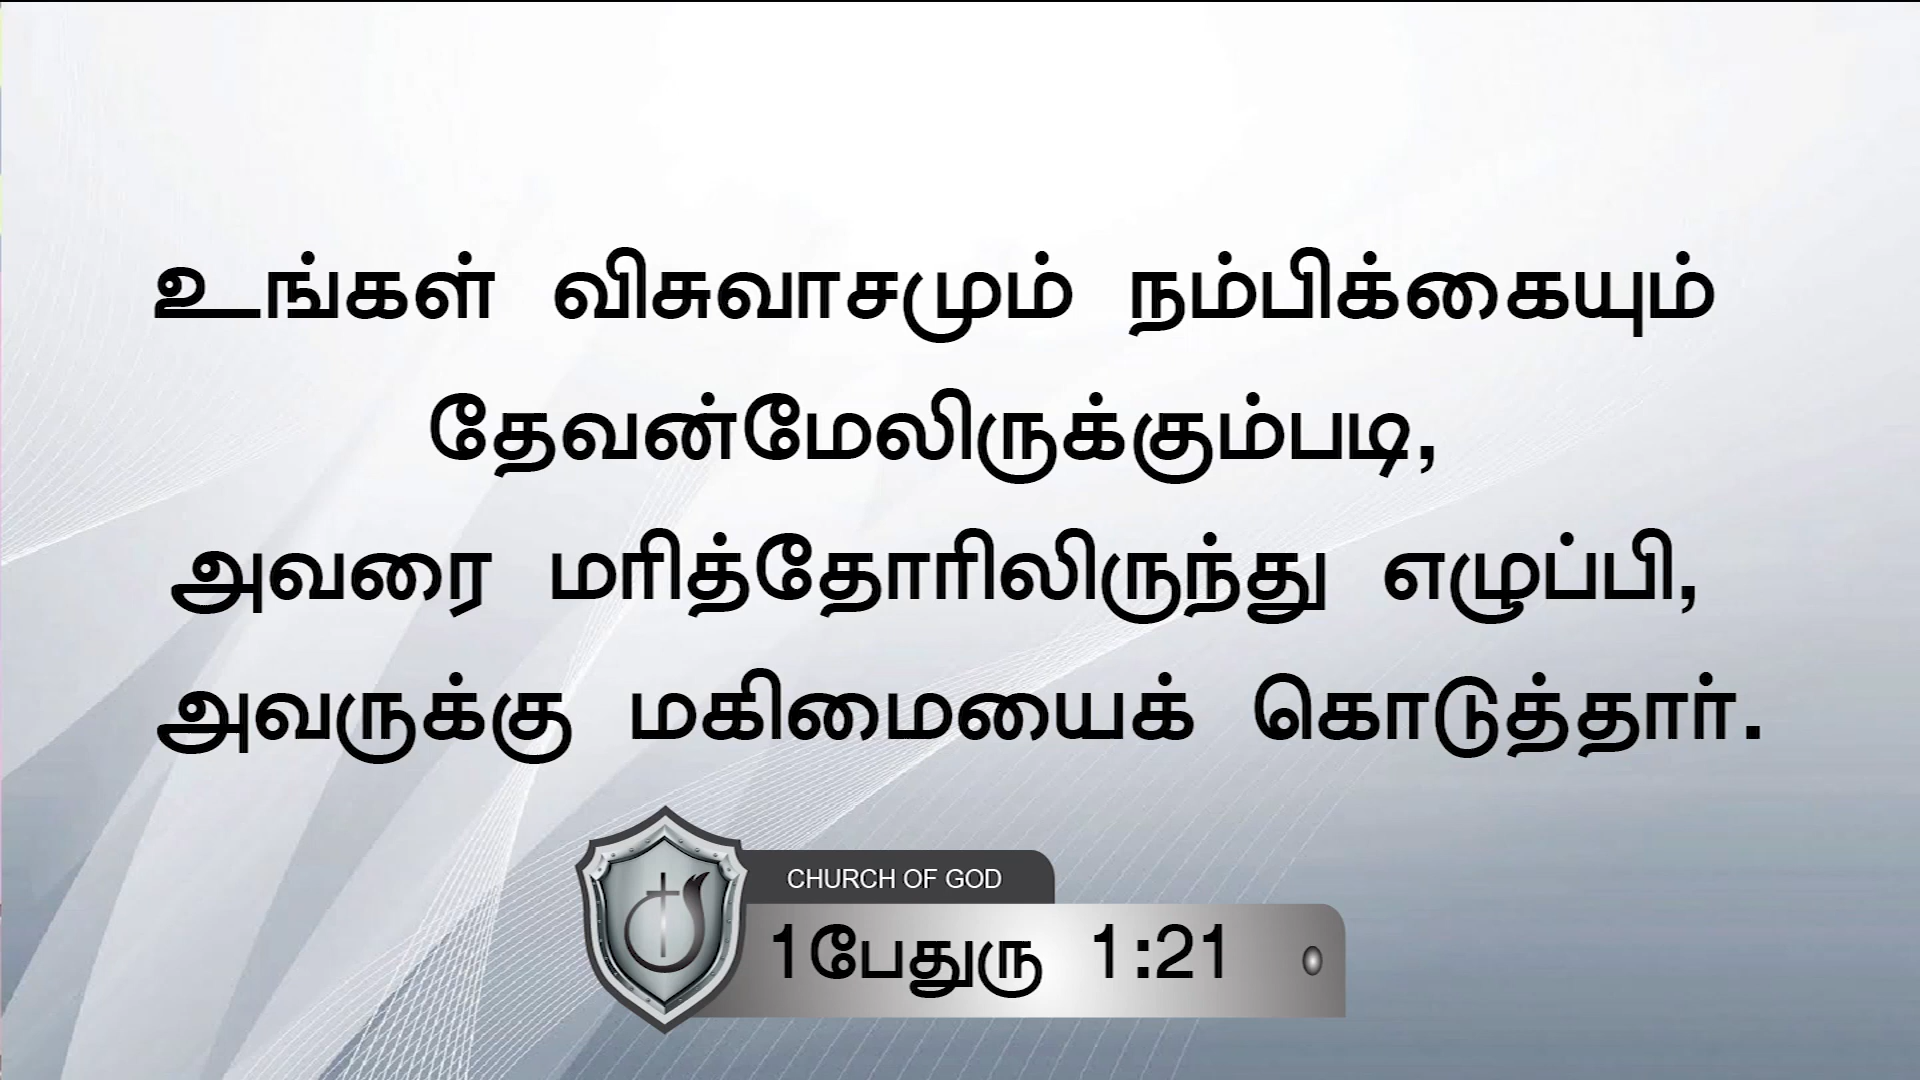 உங்கள் விசுவாசமும் நம்பிக்கையும்
தேவன்மேலிருக்கும்படி,
அவரை மரித்தோரிலிருந்து எழுப்பி,
அவருக்கு மகிமையைக் கொடுத்தார்.
CHURCH OF GOD
1பேதுரு 1:21